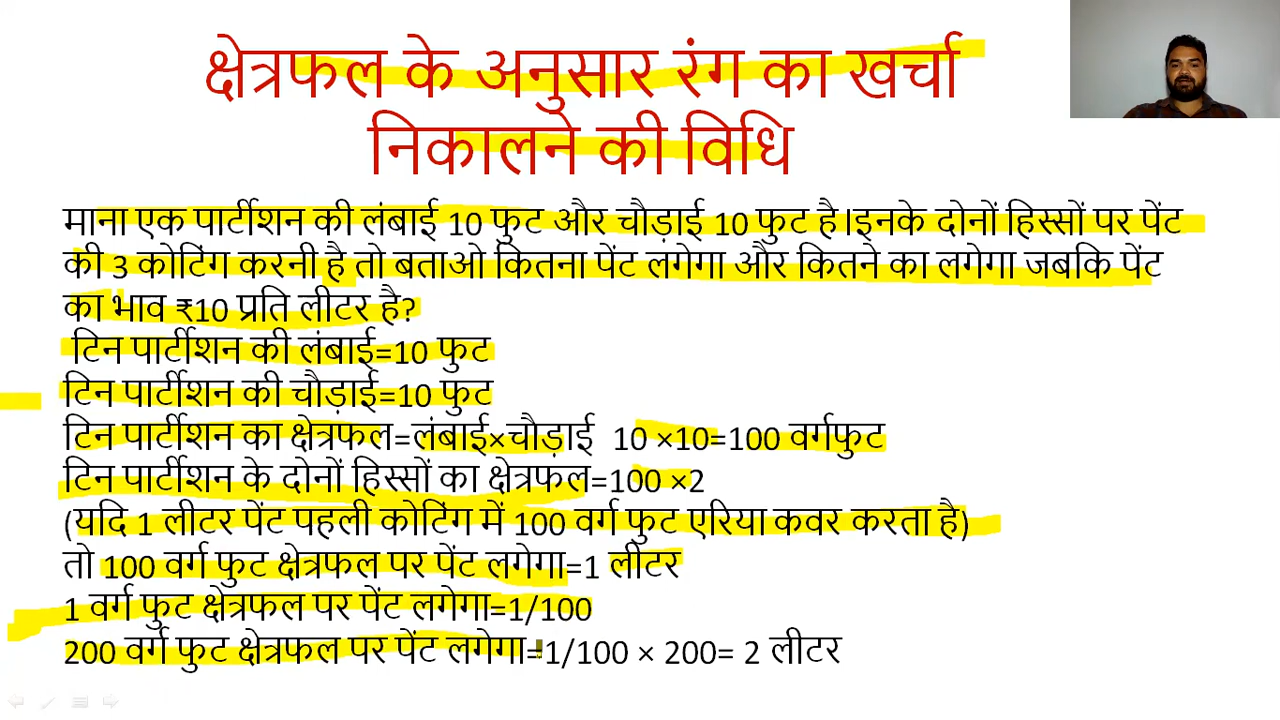 क्षेत्रफल के अनुसार रंग का खर्चा
निकालने की विधि
माना एक पार्टीशन की लंबाई 10 फुट और चौड़ाई 10 फुट है।इनके दोनों हिस्सों पर पेंट
की 3 कोटिंग करनी है तो बताओ कितना पेंट लगेगा और कितने का लगेगा जबकि पेंट
का भाव ₹10 प्रति लीटर है?
टिन पार्टीशन की लंबाई=10 फुट
टिन पार्टीशन की चौड़ाई=10 फुट
टिन पार्टीशन का क्षेत्रफल=लंबाई×चौड़ाई 10 ×10=100 वर्गफुट
टिन पार्टीशन के दोनों हिस्सों का क्षेत्रफल=100 ×2
(यदि 1 लीटर पेंट पहली कोटिंग में 100 वर्ग फुट एरिया कवर करता है)
तो 100 वर्ग फुट क्षेत्रफल पर पेंट लगेगा=1 लीटर
1 वर्ग फुट क्षेत्रफल पर पेंट लगेगा=1/100
200 वर्ग फुट क्षेत्रफल पर पेंट लगेगा=1/100 × 200= 2 लीटर